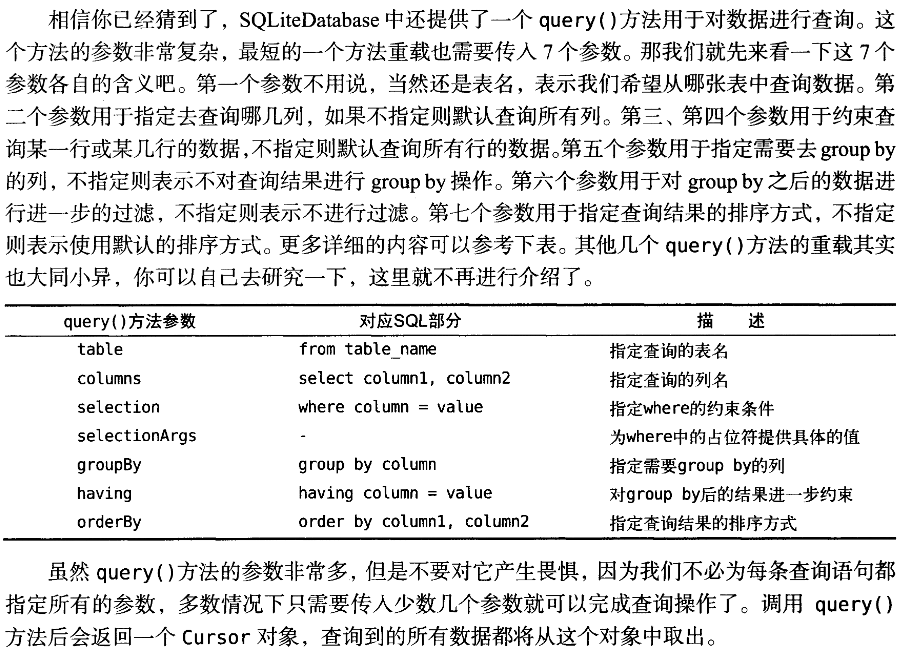 相信你已经猜到了，SQLiteDatabase 中还提供了一个 query()方法用于对数据进行查询。这
个方法的参数非常复杂，最短的一个方法重载也需要传入 7 个参数。那我们就先来看一下这 7 个
参数各自的含义吧。第一个参数不用说，当然还是表名，表示我们希望从哪张表中查询数据。第
二个参数用于指定去查询哪几列，如果不指定则默认查询所有列。第三、第四个参数用于约束查
询某一行或某几行的数据，不指定则默认查询所有行的数据。第五个参数用于指定需要去 group by
的列，不指定则表示不对查询结果进行 group by 操作。第六个参数用于对 group by 之后的数据进
行进一步的过滤，不指定则表示不进行过滤。第七个参数用于指定查询结果的排序方式，不指定
则表示使用默认的排序方式。更多详细的内容可以参考下表。其他几个 query()方法的重载其实
也大同小异，你可以自己去研究一下，这里就不再进行介绍了。
query()方法参数 对应SQL部分 描 述
table from table_name 指定查询的表名
columns select column1, column2 指定查询的列名
selection where column = value 指定where的约束条件
selectionArgs - 为where中的占位符提供具体的值
groupBy group by column 指定需要group by的列
having having column = value 对group by后的结果进一步约束
orderBy order by column1, column2 指定查询结果的排序方式
虽然 query()方法的参数非常多，但是不要对它产生畏惧，因为我们不必为每条查询语句都
指定所有的参数，多数情况下只需要传入少数几个参数就可以完成查询操作了。调用 query()
方法后会返回一个 Cursor 对象，查询到的所有数据都将从这个对象中取出。